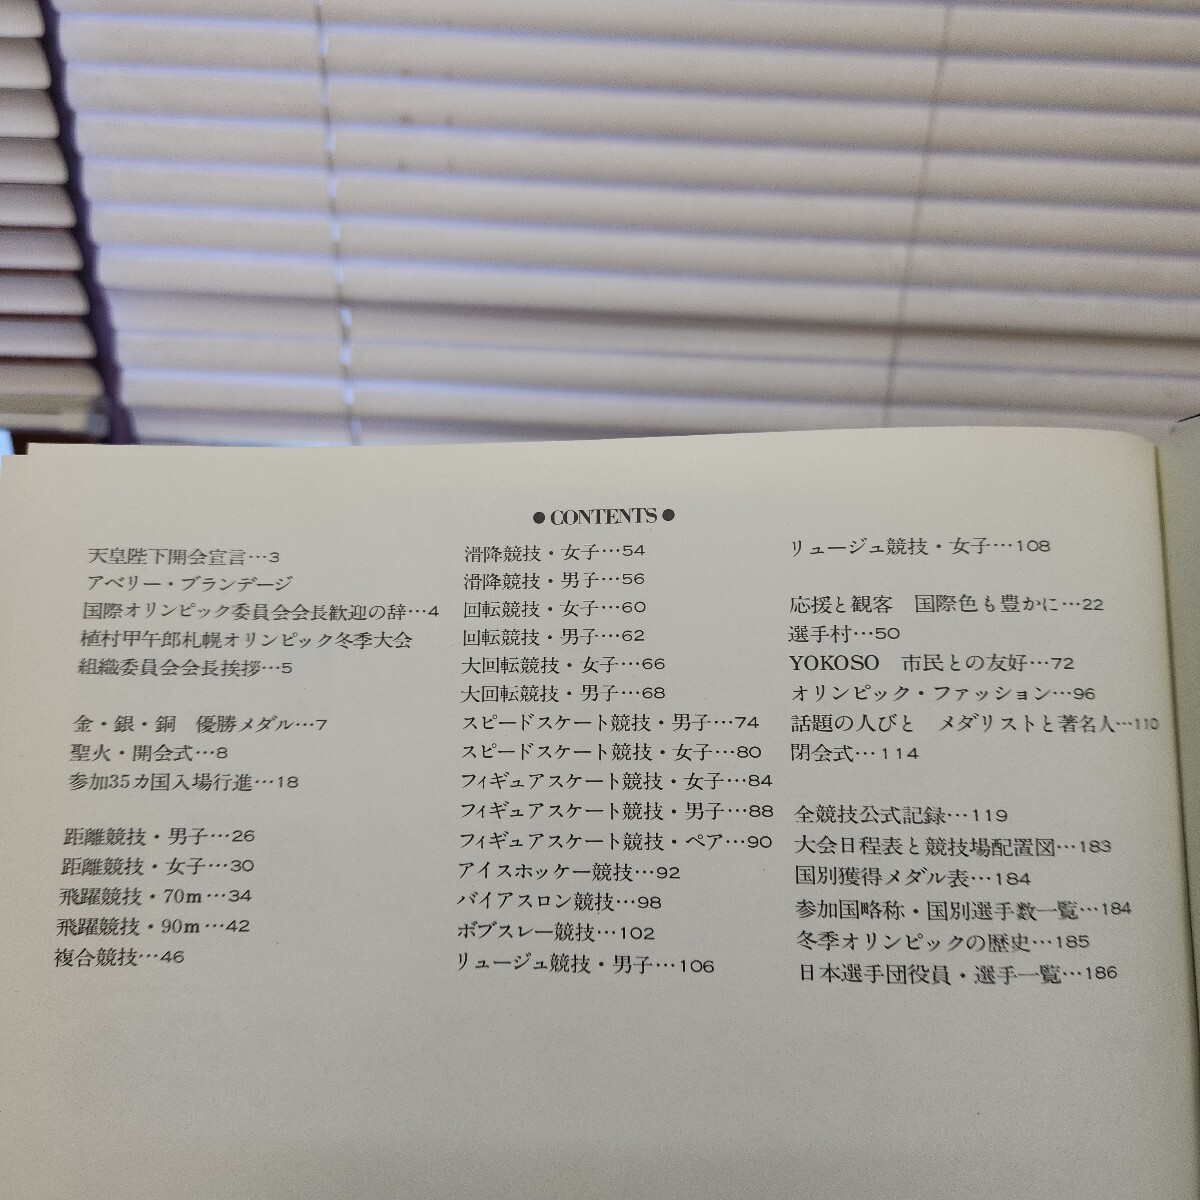 ●CONTENTS●
天皇陛下開会宣言…3
アベリー・ブランデージ
国際オリンピック委員会会長歓迎の辞…4
植村甲午郎札幌オリンピック冬季大会
組織委員会会長挨拶…5
金・銀・銅　優勝メダル…7
聖火・開会式…8
参加35カ国入場行進…18
距離競技・男子…26
距離競技・女子…30
飛躍競技・70m…34
飛躍競技・90m…42
複合競技…46
滑降競技・女子…54
滑降競技・男子…56
回転競技・女子…60
回転競技・男子…62
大回転競技・女子…66
大回転競技・男子…68
スピードスケート競技・男子…74
スピードスケート競技・女子…80
フィギュアスケート競技・女子…84
フィギュアスケート競技・男子…88
フィギュアスケート競技・ペア…90
アイスホッケー競技…92
バイアスロン競技…98
ボブスレー競技…102
リュージュ競技・男子…106
リュージュ競技・女子…108
応援と観客　国際色も豊かに…22
選手村…50
YOKOSO　市民との友好…72
オリンピック・ファッション…96
話題の人びと　メダリストと著名人…110
閉会式…114
全競技公式記録…119
大会日程表と競技場配置図…183
国別獲得メダル表…184
参加国略称・国別選手数一覧…184
冬季オリンピックの歴史…185
日本選手団役員・選手一覧…186